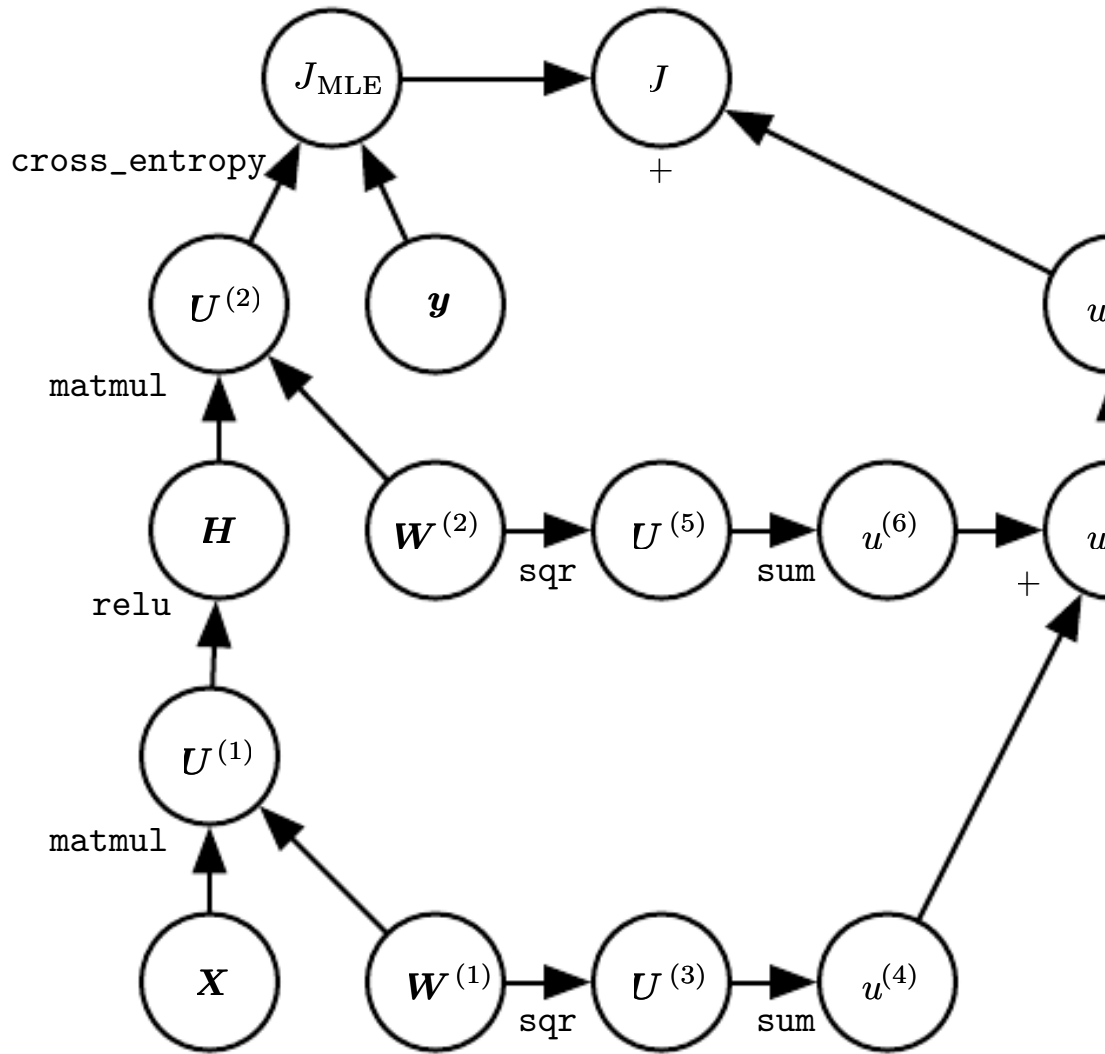 J_MLE J
+
cross_entropy
U^(2) y u
matmul
H W^(2) U^(5) u^(6) u
sqr sum +
relu
U^(1)
matmul
X W^(1) U^(3) u^(4)
sqr sum